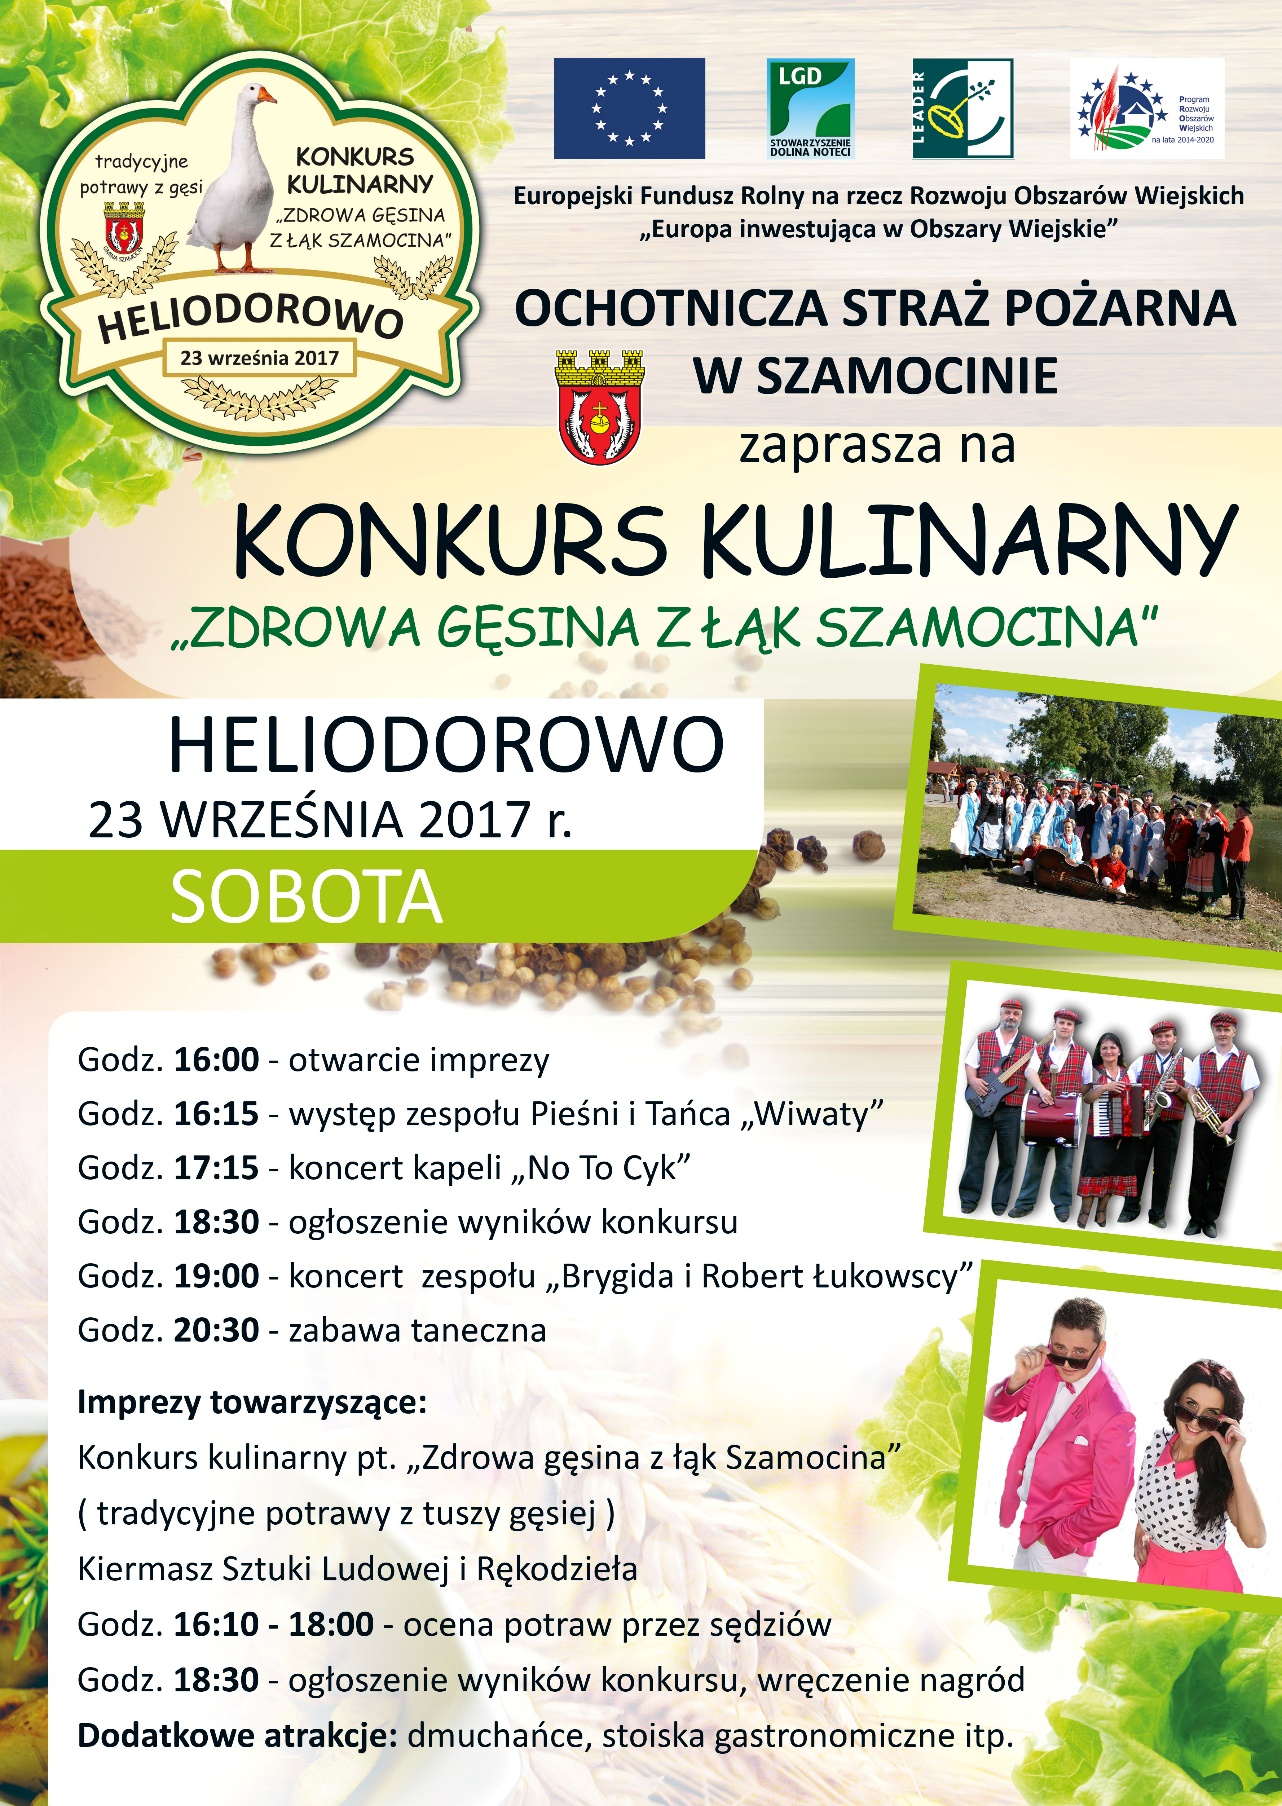 tradycyjne
potrawy z gęsi
KONKURS
KULINARNY
„ZDROWA GĘSINA
Z ŁĄK SZAMOCINA”
GMINA SZAMOCIN
HELIODOROWO
23 września 2017
LGD
STOWARZYSZENIE
DOLINA NOTECI
LEADER
Program
Rozwoju
Obszarów
Wiejskich
na lata 2014-2020
Europejski Fundusz Rolny na rzecz Rozwoju Obszarów Wiejskich
„Europa inwestująca w Obszary Wiejskie”
OCHOTNICZA STRAŻ POŻARNA
W SZAMOCINIE
zaprasza na
KONKURS KULINARNY
„ZDROWA GĘSINA Z ŁĄK SZAMOCINA”
HELIODOROWO
23 WRZEŚNIA 2017 r.
SOBOTA
Godz. 16:00 - otwarcie imprezy
Godz. 16:15 - występ zespołu Pieśni i Tańca „Wiwaty”
Godz. 17:15 - koncert kapeli „No To Cyk”
Godz. 18:30 - ogłoszenie wyników konkursu
Godz. 19:00 - koncert zespołu „Brygida i Robert Łukowscy”
Godz. 20:30 - zabawa taneczna
Imprezy towarzyszące:
Konkurs kulinarny pt. „Zdrowa gęsina z łąk Szamocina”
( tradycyjne potrawy z tuszy gęsiej )
Kiermasz Sztuki Ludowej i Rękodzieła
Godz. 16:10 - 18:00 - ocena potraw przez sędziów
Godz. 18:30 - ogłoszenie wyników konkursu, wręczenie nagród
Dodatkowe atrakcje: dmuchańce, stoiska gastronomiczne itp.